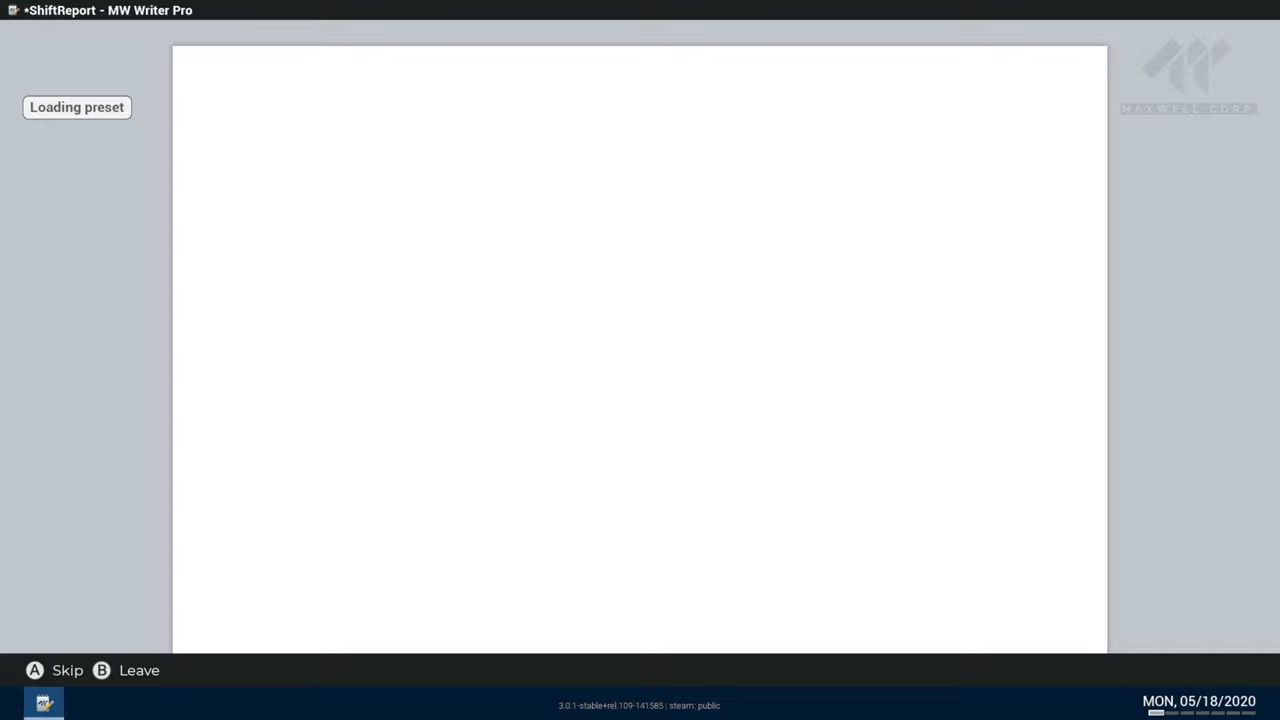 *ShiftReport - MW Writer Pro
Loading preset
MAXWELL CORP
A Skip B Leave
3.0.1-stable+rel.109-141585 | steam: public
MON, 05/18/2020